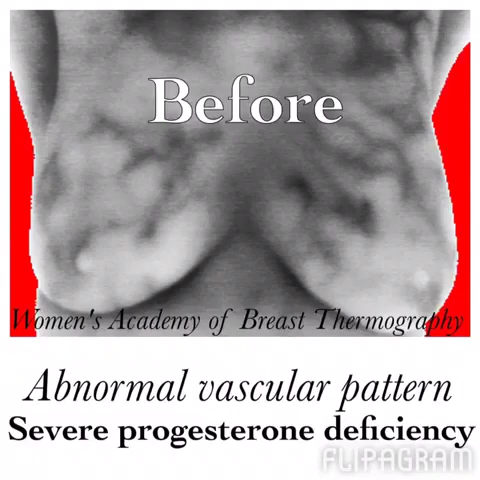 Before
Women's Academy of Breast Thermography
Abnormal vascular pattern
Severe progesterone deficiency
FLIPAGRAM